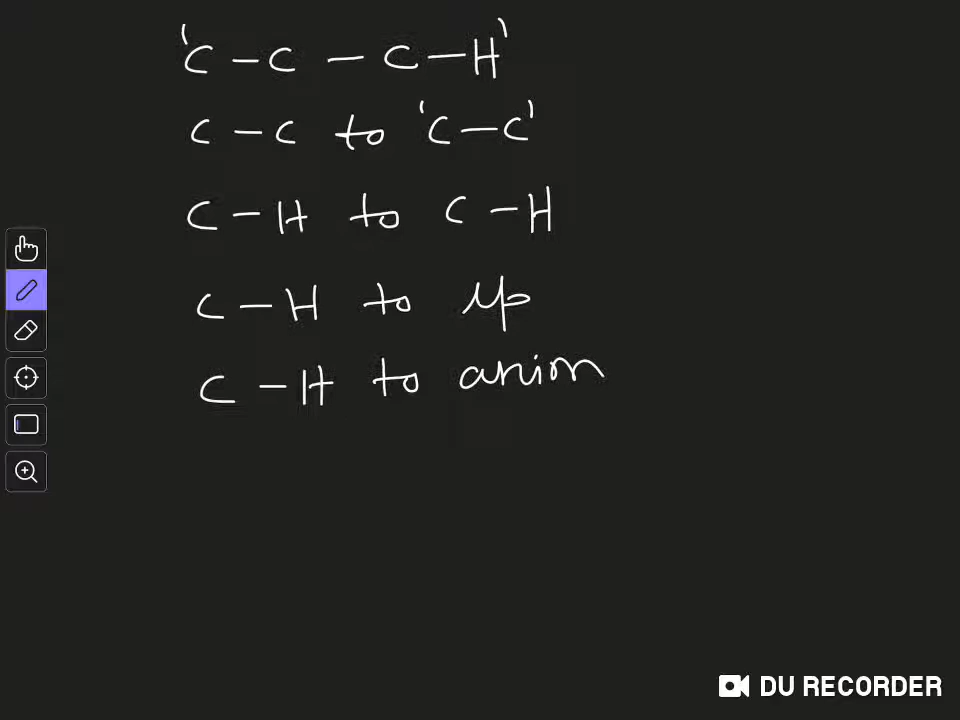 'C - C - C - H'
C - C to 'C - C'
C - H to C - H
C - H to lp
C - H to anion
DU RECORDER